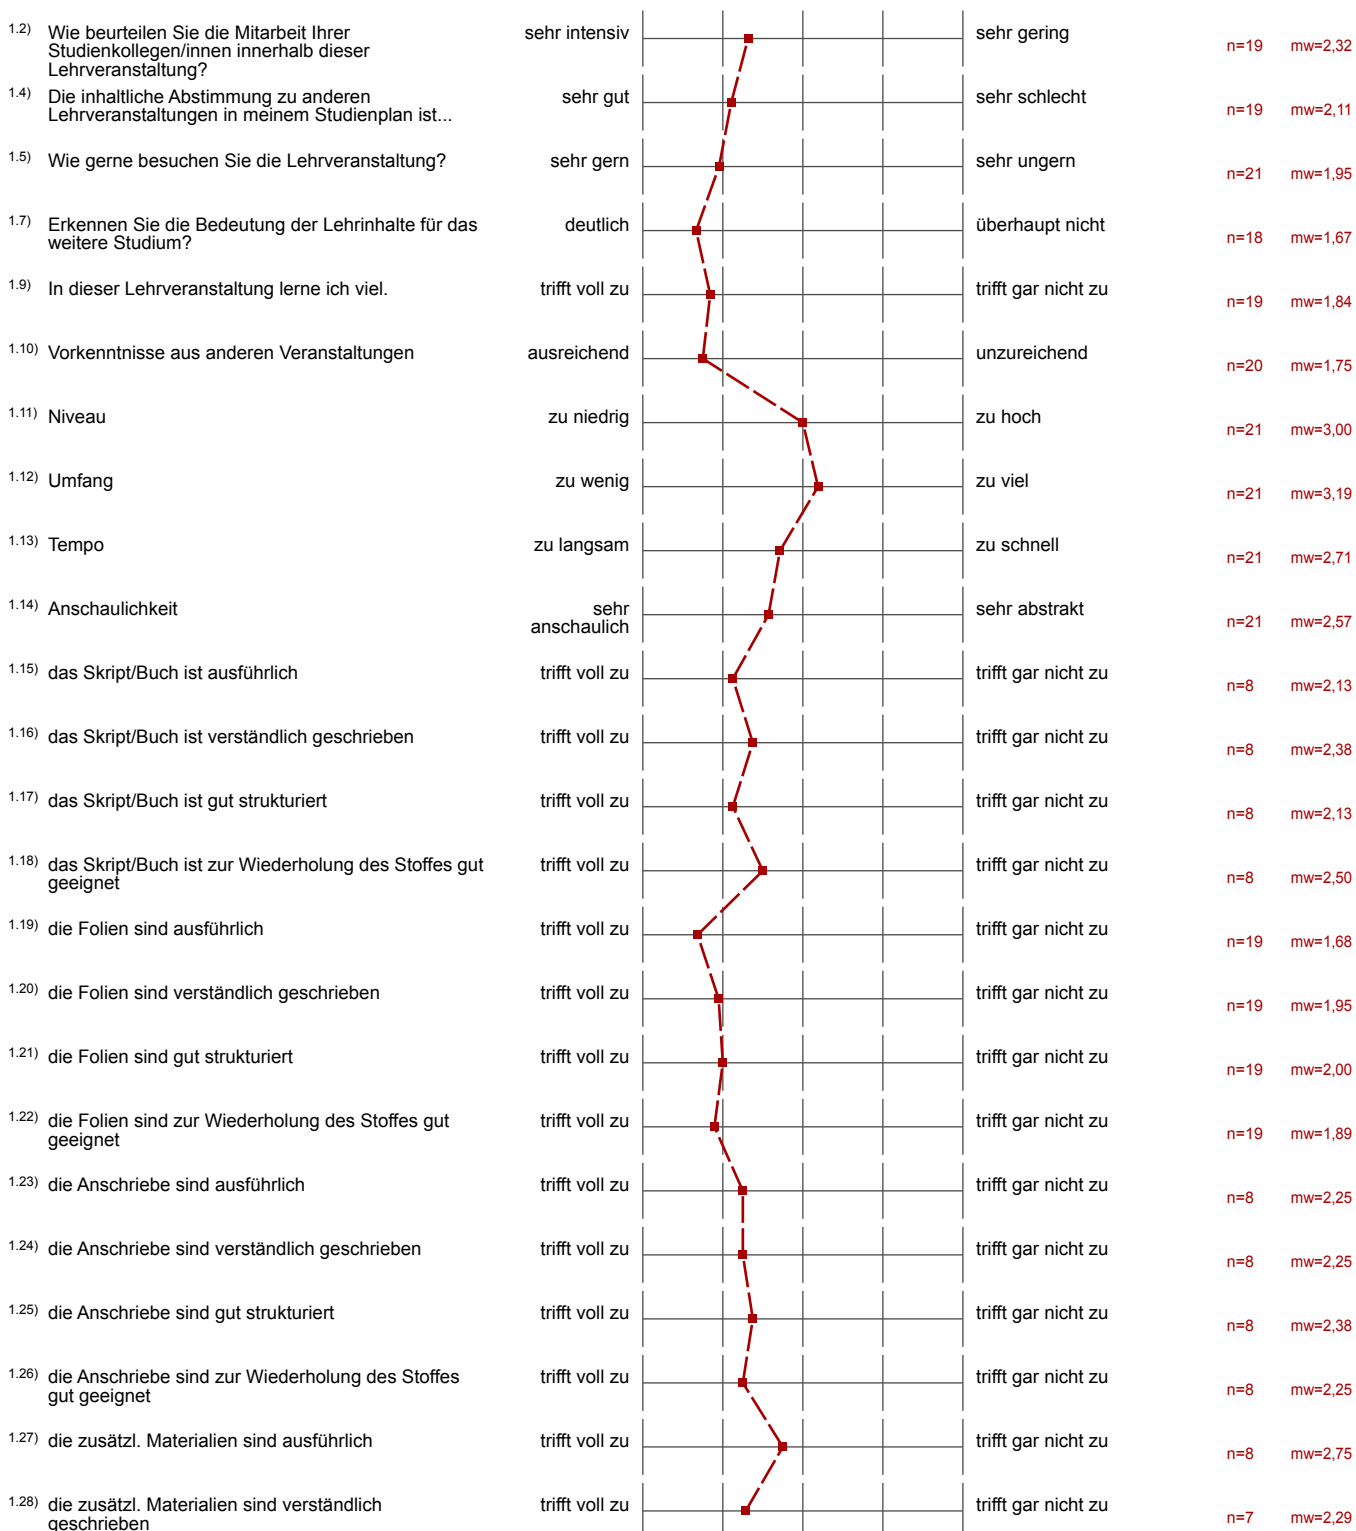 1.2) Wie beurteilen Sie die Mitarbeit Ihrer
Studienkollegen/innen innerhalb dieser
Lehrveranstaltung?
sehr intensiv
sehr gering
n=19 mw=2,32
1.4) Die inhaltliche Abstimmung zu anderen
Lehrveranstaltungen in meinem Studienplan ist...
sehr gut
sehr schlecht
n=19 mw=2,11
1.5) Wie gerne besuchen Sie die Lehrveranstaltung?
sehr gern
sehr ungern
n=21 mw=1,95
1.7) Erkennen Sie die Bedeutung der Lehrinhalte für das
weitere Studium?
deutlich
überhaupt nicht
n=18 mw=1,67
1.9) In dieser Lehrveranstaltung lerne ich viel.
trifft voll zu
trifft gar nicht zu
n=19 mw=1,84
1.10) Vorkenntnisse aus anderen Veranstaltungen
ausreichend
unzureichend
n=20 mw=1,75
1.11) Niveau
zu niedrig
zu hoch
n=21 mw=3,00
1.12) Umfang
zu wenig
zu viel
n=21 mw=3,19
1.13) Tempo
zu langsam
zu schnell
n=21 mw=2,71
1.14) Anschaulichkeit
sehr
anschaulich
sehr abstrakt
n=21 mw=2,57
1.15) das Skript/Buch ist ausführlich
trifft voll zu
trifft gar nicht zu
n=8 mw=2,13
1.16) das Skript/Buch ist verständlich geschrieben
trifft voll zu
trifft gar nicht zu
n=8 mw=2,38
1.17) das Skript/Buch ist gut strukturiert
trifft voll zu
trifft gar nicht zu
n=8 mw=2,13
1.18) das Skript/Buch ist zur Wiederholung des Stoffes gut
geeignet
trifft voll zu
trifft gar nicht zu
n=8 mw=2,50
1.19) die Folien sind ausführlich
trifft voll zu
trifft gar nicht zu
n=19 mw=1,68
1.20) die Folien sind verständlich geschrieben
trifft voll zu
trifft gar nicht zu
n=19 mw=1,95
1.21) die Folien sind gut strukturiert
trifft voll zu
trifft gar nicht zu
n=19 mw=2,00
1.22) die Folien sind zur Wiederholung des Stoffes gut
geeignet
trifft voll zu
trifft gar nicht zu
n=19 mw=1,89
1.23) die Anschriebe sind ausführlich
trifft voll zu
trifft gar nicht zu
n=8 mw=2,25
1.24) die Anschriebe sind verständlich geschrieben
trifft voll zu
trifft gar nicht zu
n=8 mw=2,25
1.25) die Anschriebe sind gut strukturiert
trifft voll zu
trifft gar nicht zu
n=8 mw=2,38
1.26) die Anschriebe sind zur Wiederholung des Stoffes
gut geeignet
trifft voll zu
trifft gar nicht zu
n=8 mw=2,25
1.27) die zusätzl. Materialien sind ausführlich
trifft voll zu
trifft gar nicht zu
n=8 mw=2,75
1.28) die zusätzl. Materialien sind verständlich
geschrieben
trifft voll zu
trifft gar nicht zu
n=7 mw=2,29